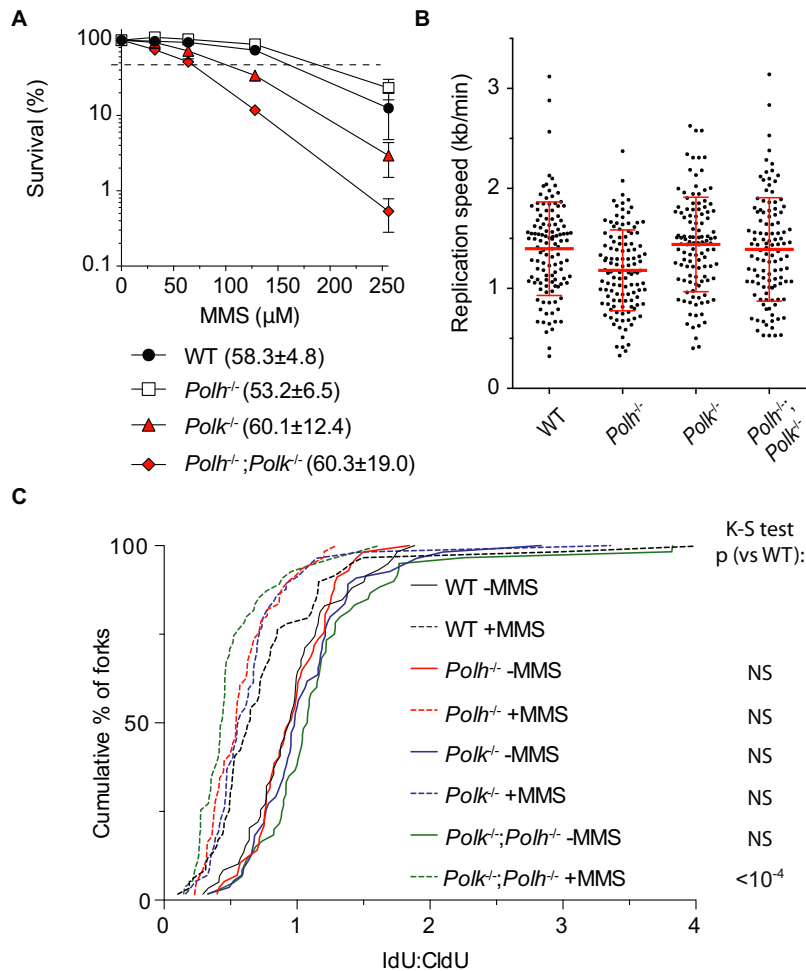 A
100
10
1
0.1
Survival (%)
0 50 100 150 200 250
MMS (µM)
WT (58.3±4.8)
Polh-/- (53.2±6.5)
Polk-/- (60.1±12.4)
Polh-/-;Polk-/- (60.3±19.0)
B
3
2
1
0
Replication speed (kb/min)
WT
Polh-/-
Polk-/-
Polh-/-;
Polk-/-
C
K-S test
p (vs WT):
100
50
0
Cumulative % of forks
WT -MMS
WT +MMS
Polh-/- -MMS NS
Polh-/- +MMS NS
Polk-/- -MMS NS
Polk-/- +MMS NS
Polk-/-;Polh-/- -MMS NS
Polk-/-;Polh-/- +MMS <10-4
0 1 2 3 4
IdU:CldU